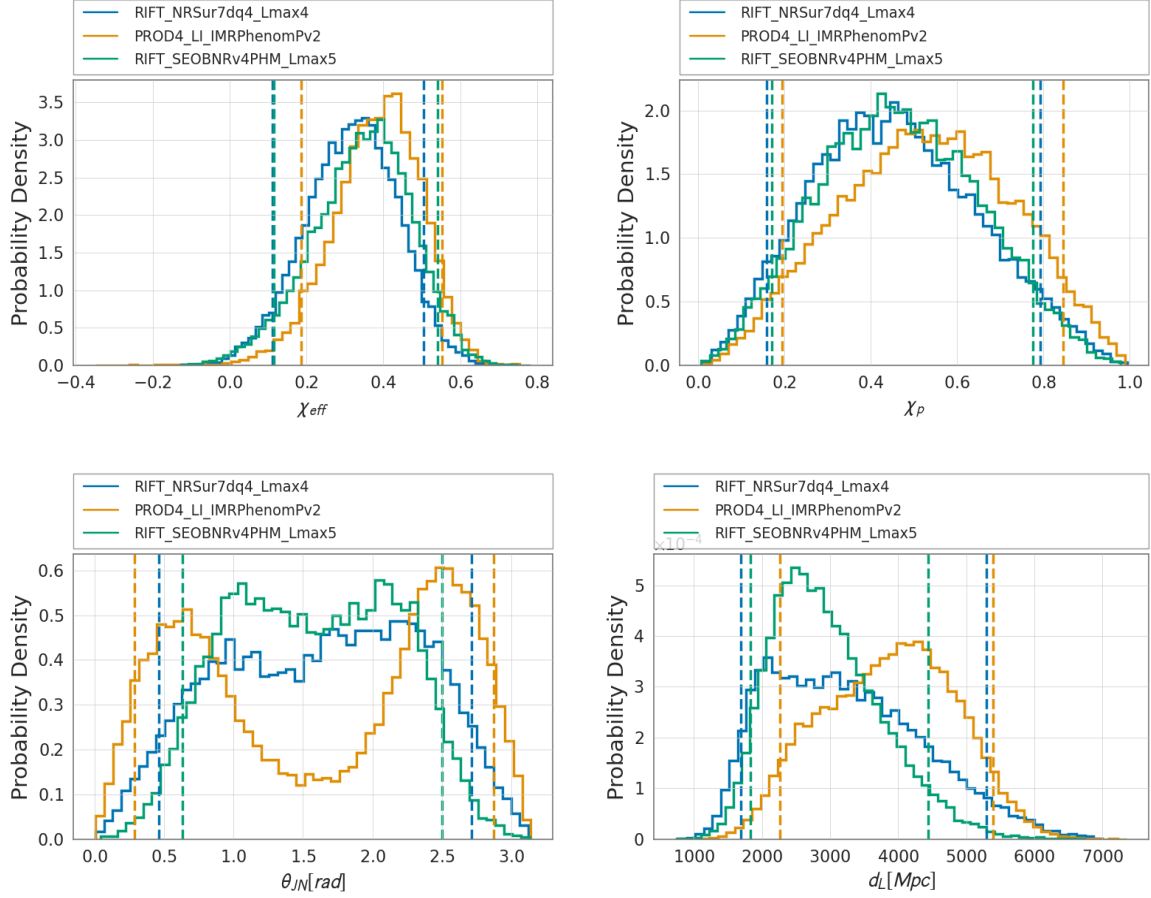 RIFT_NRSur7dq4_Lmax4
PROD4_LI_IMRPhenomPv2
RIFT_SEOBNRv4PHM_Lmax5
Probability Density
3.5
3.0
2.5
2.0
1.5
1.0
0.5
0.0
−0.4 −0.2 0.0 0.2 0.4 0.6 0.8
χeff
RIFT_NRSur7dq4_Lmax4
PROD4_LI_IMRPhenomPv2
RIFT_SEOBNRv4PHM_Lmax5
Probability Density
2.0
1.5
1.0
0.5
0.0
0.0 0.2 0.4 0.6 0.8 1.0
χp
RIFT_NRSur7dq4_Lmax4
PROD4_LI_IMRPhenomPv2
RIFT_SEOBNRv4PHM_Lmax5
Probability Density
0.6
0.5
0.4
0.3
0.2
0.1
0.0
0.0 0.5 1.0 1.5 2.0 2.5 3.0
θJN[rad]
RIFT_NRSur7dq4_Lmax4
PROD4_LI_IMRPhenomPv2
RIFT_SEOBNRv4PHM_Lmax5
×10−4
Probability Density
5
4
3
2
1
0
1000 2000 3000 4000 5000 6000 7000
dL[Mpc]